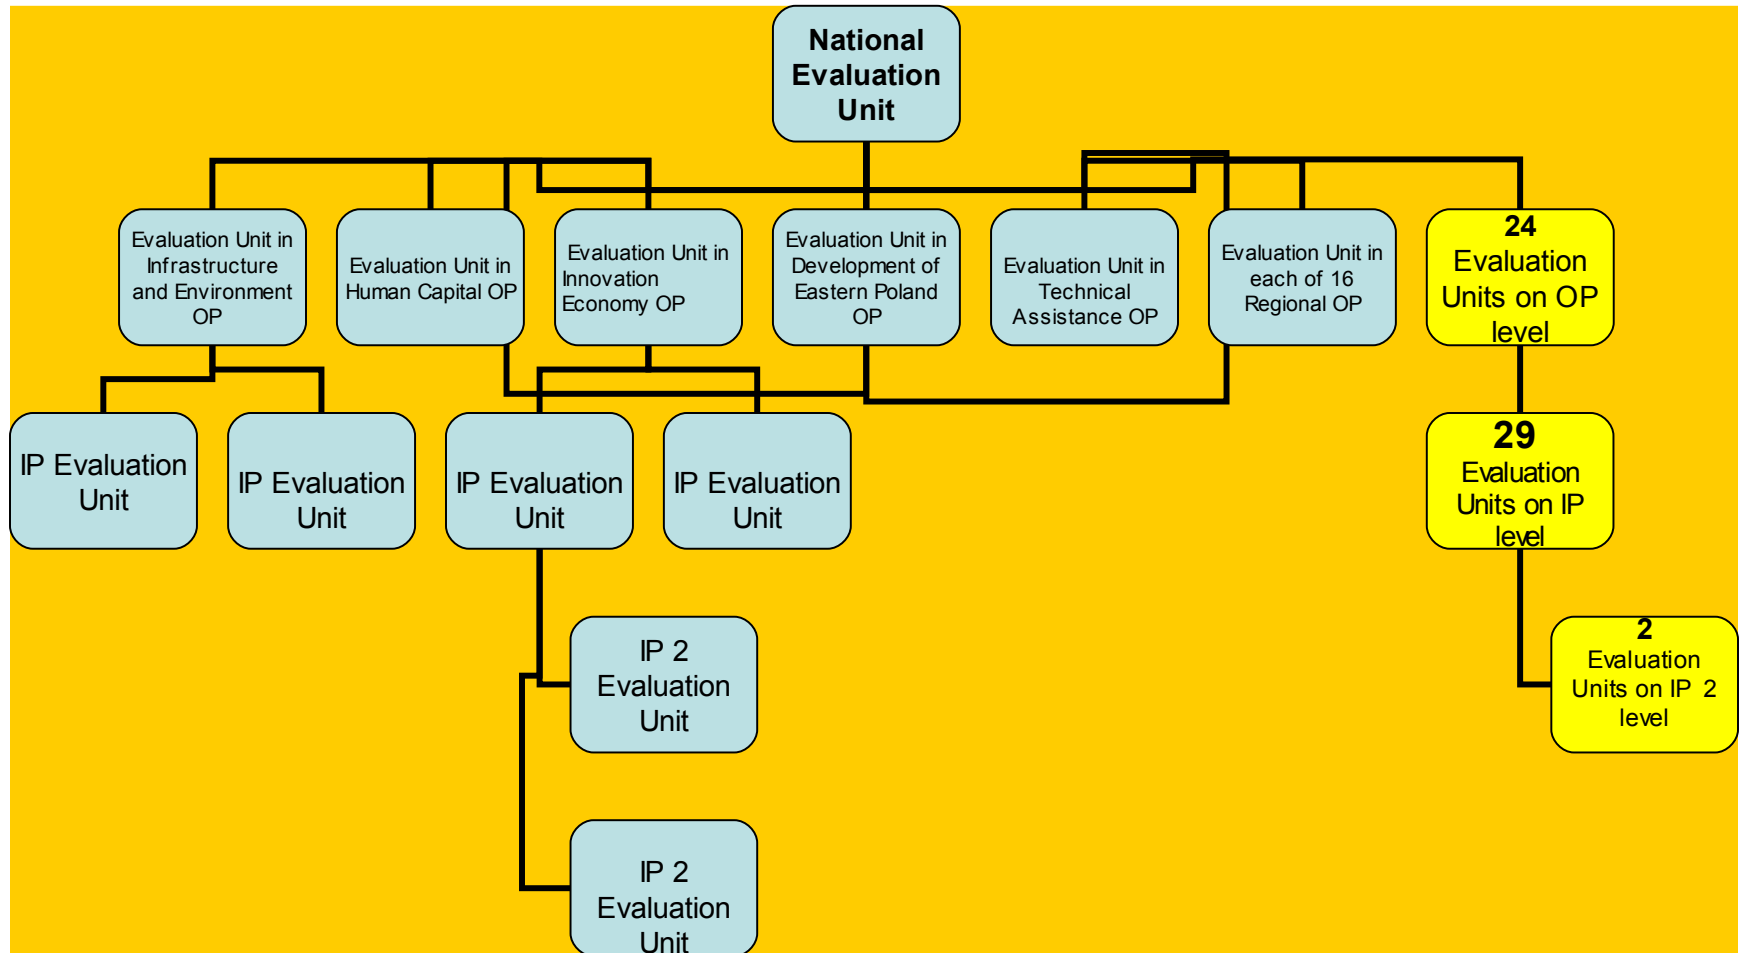 National
Evaluation
Unit
Evaluation Unit in
Infrastructure
and Environment
OP
Evaluation Unit in
Human Capital OP
Evaluation Unit in
Innovation
Economy OP
Evaluation Unit in
Development of
Eastern Poland
OP
Evaluation Unit in
Technical
Assistance OP
Evaluation Unit in
each of 16
Regional OP
24
Evaluation
Units on OP
level
IP Evaluation
Unit
IP Evaluation
Unit
IP Evaluation
Unit
IP Evaluation
Unit
29
Evaluation
Units on IP
level
IP 2
Evaluation
Unit
2
Evaluation
Units on IP 2
level
IP 2
Evaluation
Unit